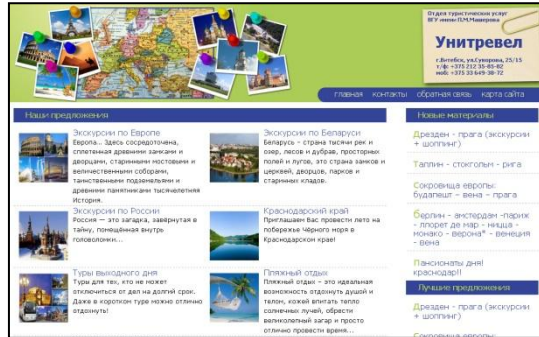 Отдел туристических услуг
ВГУ имени П.М.Машерова
Унитревел
г.Витебск, ул.Суворова, 25/15
т/ф: +375 212 35-83-82
моб: +375 33 649-38-72
главная контакты обратная связь карта сайта
Наши предложения
Экскурсии по Европе
Европа... Здесь сосредоточена,
сплетенная древними замками и
дворцами, старинными мостовыми и
величественными соборами,
таинственными подземельями и
древними памятниками тысячелетняя
История.
Экскурсии по Беларуси
Беларусь - страна тысячи рек и
озер, лесов и дубрав, просторных
полей и лугов, это страна замков и
церквей, дворцов, парков и
старинных кладов.
Экскурсии по России
Россия — это загадка, завёрнутая в
тайну, помещённая внутрь
головоломки...
Краснодарский край
Приглашаем Вас провести лето на
побережье Чёрного моря в
Краснодарском крае!
Туры выходного дня
Туры для тех, кто не может
отключиться от дел на долгий срок.
Даже в коротком туре можно отлично
отдохнуть!
Пляжный отдых
Пляжный отдых – это идеальная
возможность отдохнуть душой и
телом, кожей впитать тепло
солнечных лучей, обрести
великолепный загар и просто
отлично провести время...
Новые материалы
Дрезден - прага (экскурсии
+ шоппинг)
Таллин - стокгольм - рига
Сокровища европы:
будапешт – вена – прага
Берлин - амстердам -париж
- ллорет де мар - ницца -
монако - верона* - венеция
- вена
Пансионаты дня!
краснодар!!
Лучшие предложения
Дрезден - прага (экскурсии
+ шоппинг)
Сокровища европы: